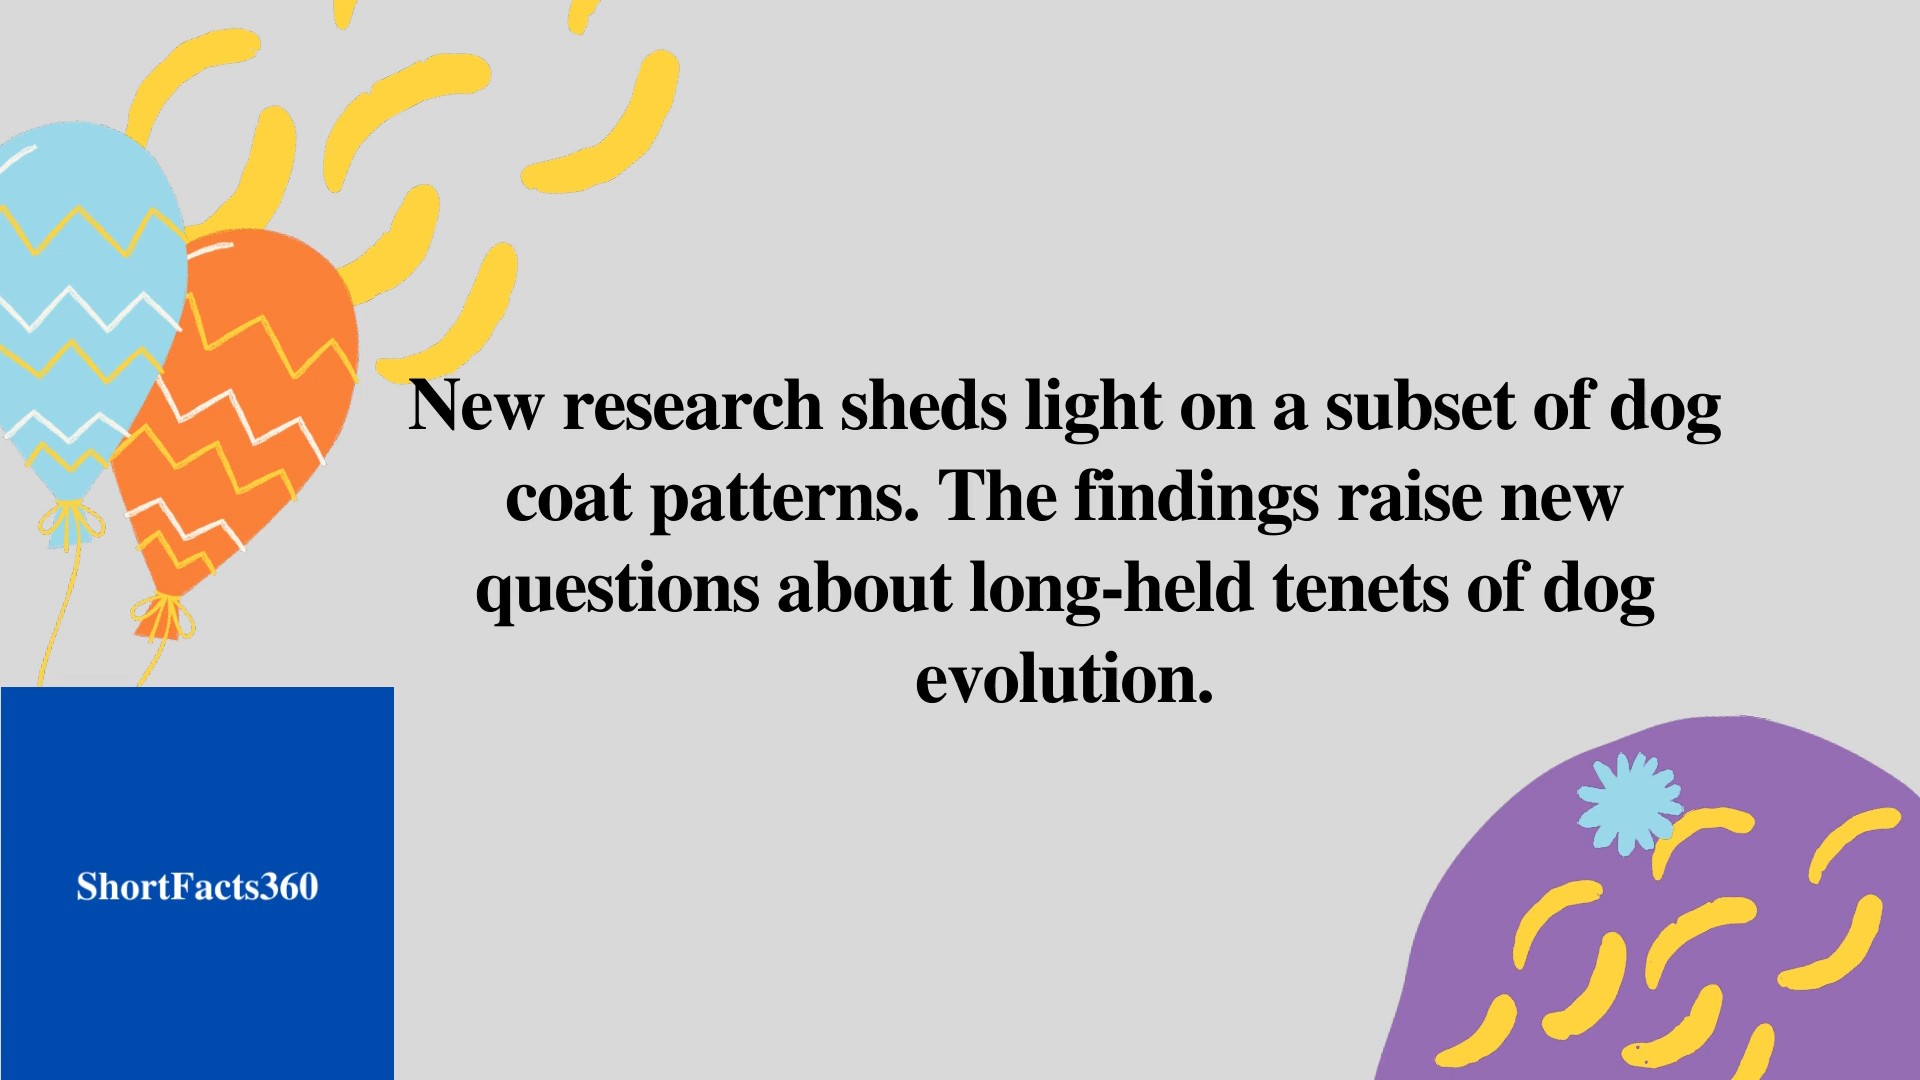 New research sheds light on a subset of dog
coat patterns. The findings raise new
questions about long-held tenets of dog
evolution.
ShortFacts360